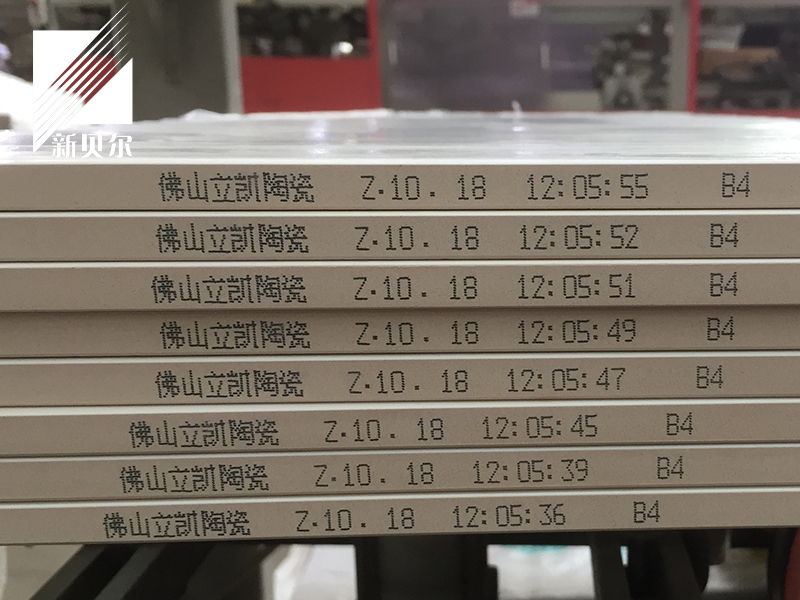 新贝尔
佛山立凯陶瓷 Z·10. 18 12:05:55 B4
佛山立凯陶瓷 Z·10. 18 12:05:52 B4
佛山立凯陶瓷 Z·10. 18 12:05:51 B4
佛山立凯陶瓷 Z·10. 18 12:05:49 B4
佛山立凯陶瓷 Z·10. 18 12:05:47 B4
佛山立凯陶瓷 Z·10. 18 12:05:45 B4
佛山立凯陶瓷 Z·10. 18 12:05:39 B4
佛山立凯陶瓷 Z·10. 18 12:05:36 B4